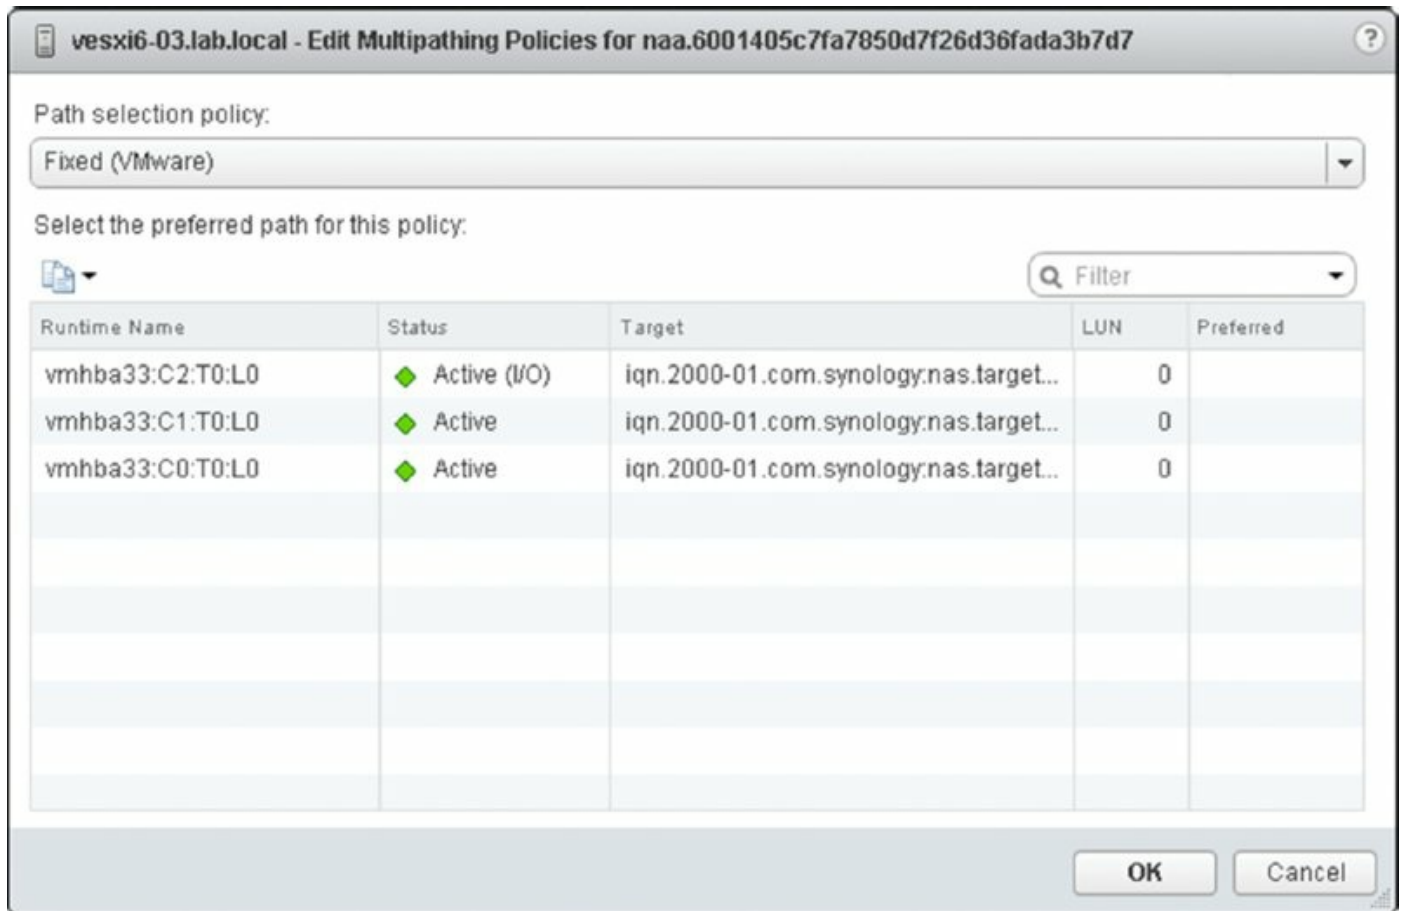 vesxi6-03.lab.local - Edit Multipathing Policies for naa.6001405c7fa7850d7f26d36fada3b7d7 ?
Path selection policy:
Fixed (VMware)
Select the preferred path for this policy:
Filter
Runtime Name Status Target LUN Preferred
vmhba33:C2:T0:L0 Active (I/O) iqn.2000-01.com.synology:nas.target... 0
vmhba33:C1:T0:L0 Active iqn.2000-01.com.synology:nas.target... 0
vmhba33:C0:T0:L0 Active iqn.2000-01.com.synology:nas.target... 0
OK Cancel